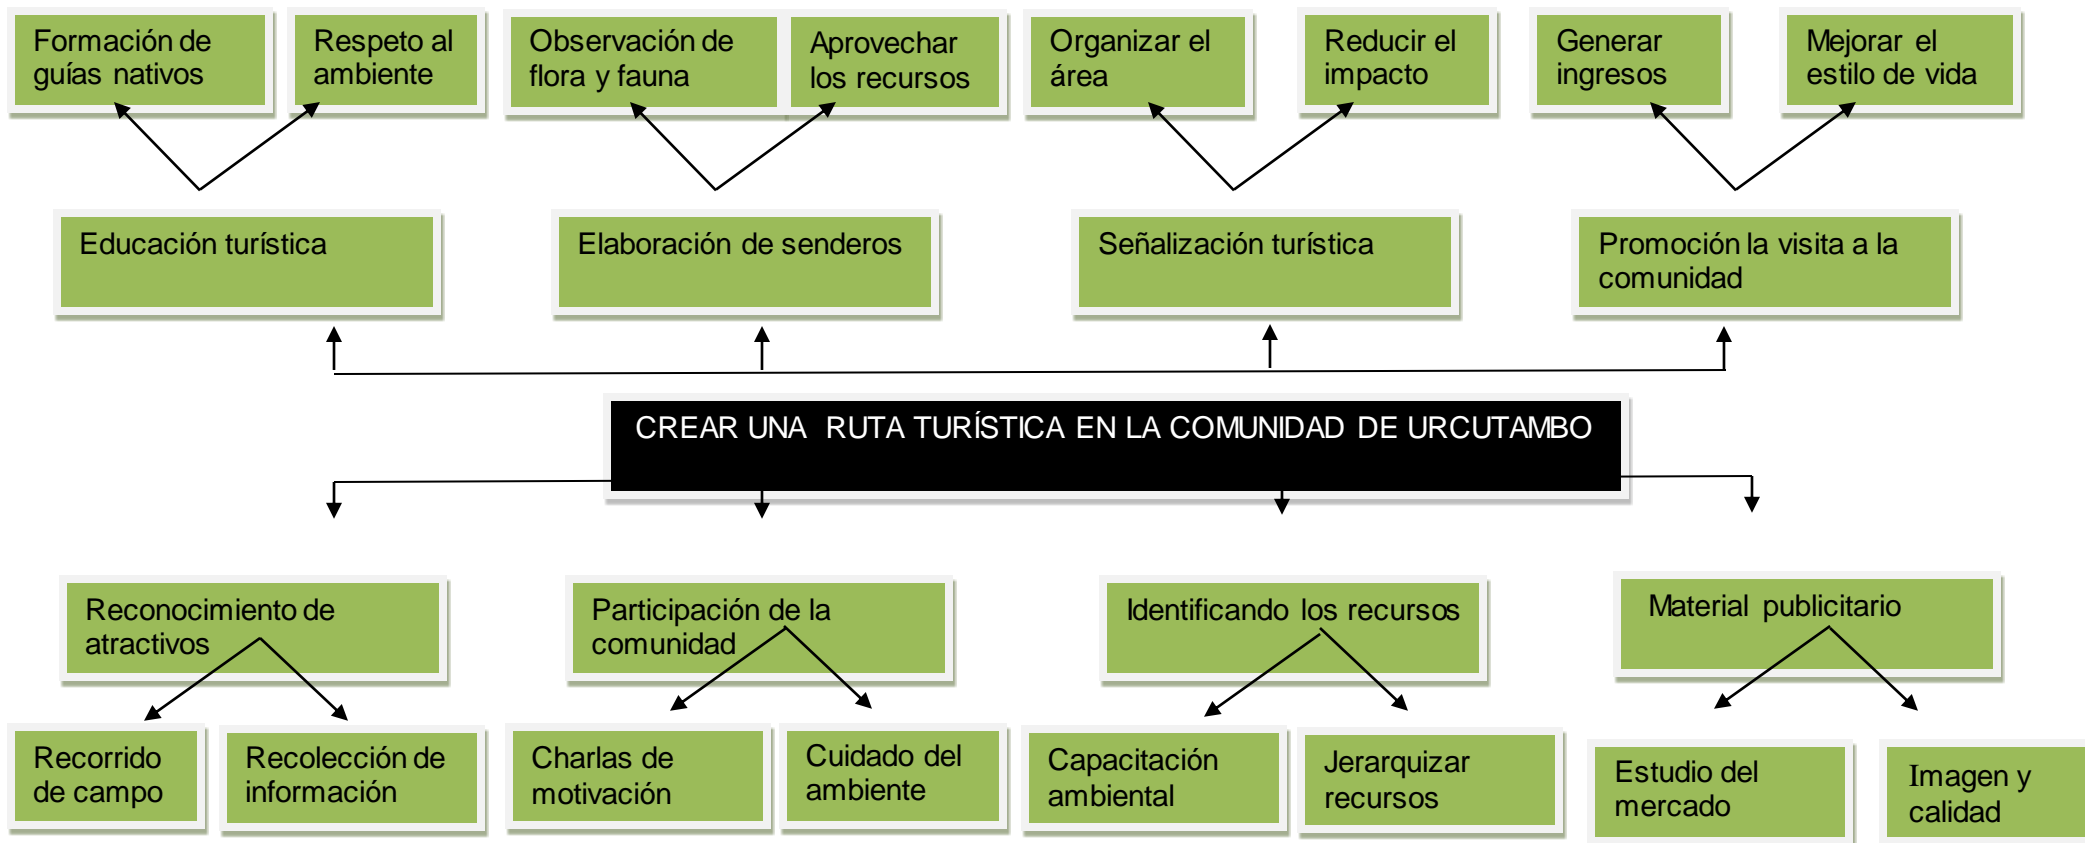 Formación de
guías nativos
Respeto al
ambiente
Observación de
flora y fauna
Aprovechar
los recursos
Organizar el
área
Reducir el
impacto
Generar
ingresos
Mejorar el
estilo de vida
Educación turística
Elaboración de senderos
Señalización turística
Promoción la visita a la
comunidad
CREAR UNA RUTA TURÍSTICA EN LA COMUNIDAD DE URCUTAMBO
Reconocimiento de
atractivos
Participación de la
comunidad
Identificando los recursos
Material publicitario
Recorrido
de campo
Recolección de
información
Charlas de
motivación
Cuidado del
ambiente
Capacitación
ambiental
Jerarquizar
recursos
Estudio del
mercado
Imagen y
calidad